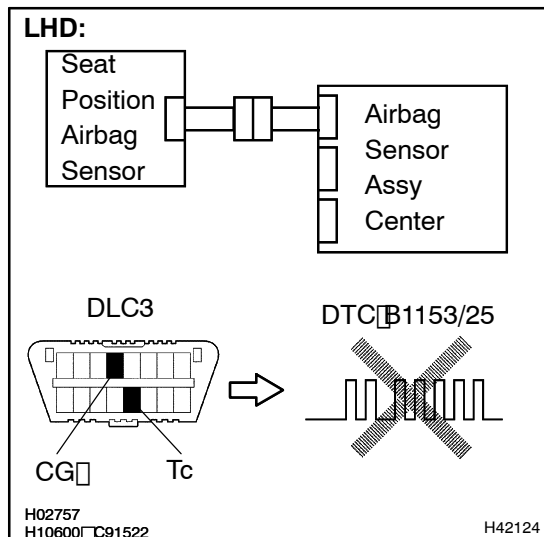 LHD:
Seat
Position
Airbag
Sensor
Airbag
Sensor
Assy
Center
DLC3
DTC□B1153/25
CG□
Tc
H02757
H10600□C91522
H42124